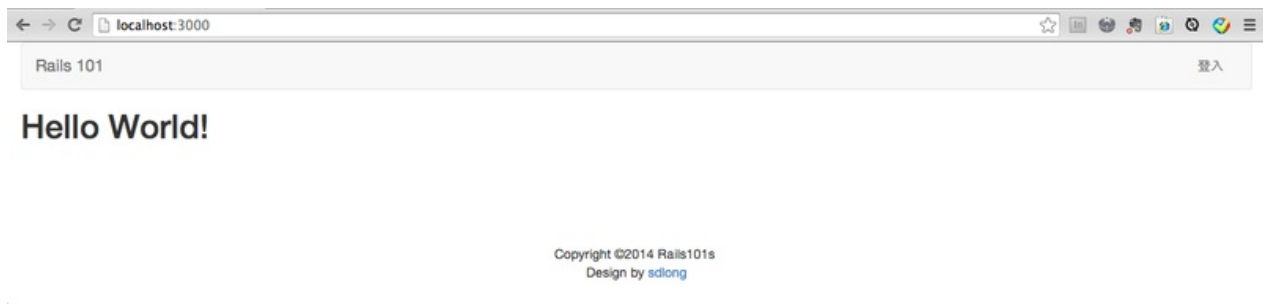 localhost:3000
Rails 101
登入
Hello World!
Copyright ©2014 Rails101s
Design by sdlong